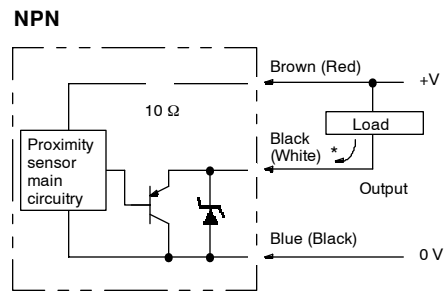 NPN
Brown (Red)
+V
10 Ω
Load
Proximity
sensor
main
circuitry
Black
(White)
*
Output
Blue (Black)
0 V